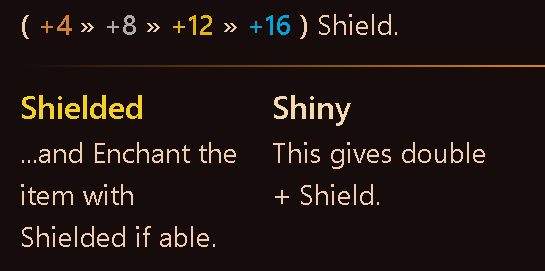 ( +4 » +8 » +12 » +16 ) Shield.
Shielded
...and Enchant the
item with
Shielded if able.
Shiny
This gives double
+ Shield.